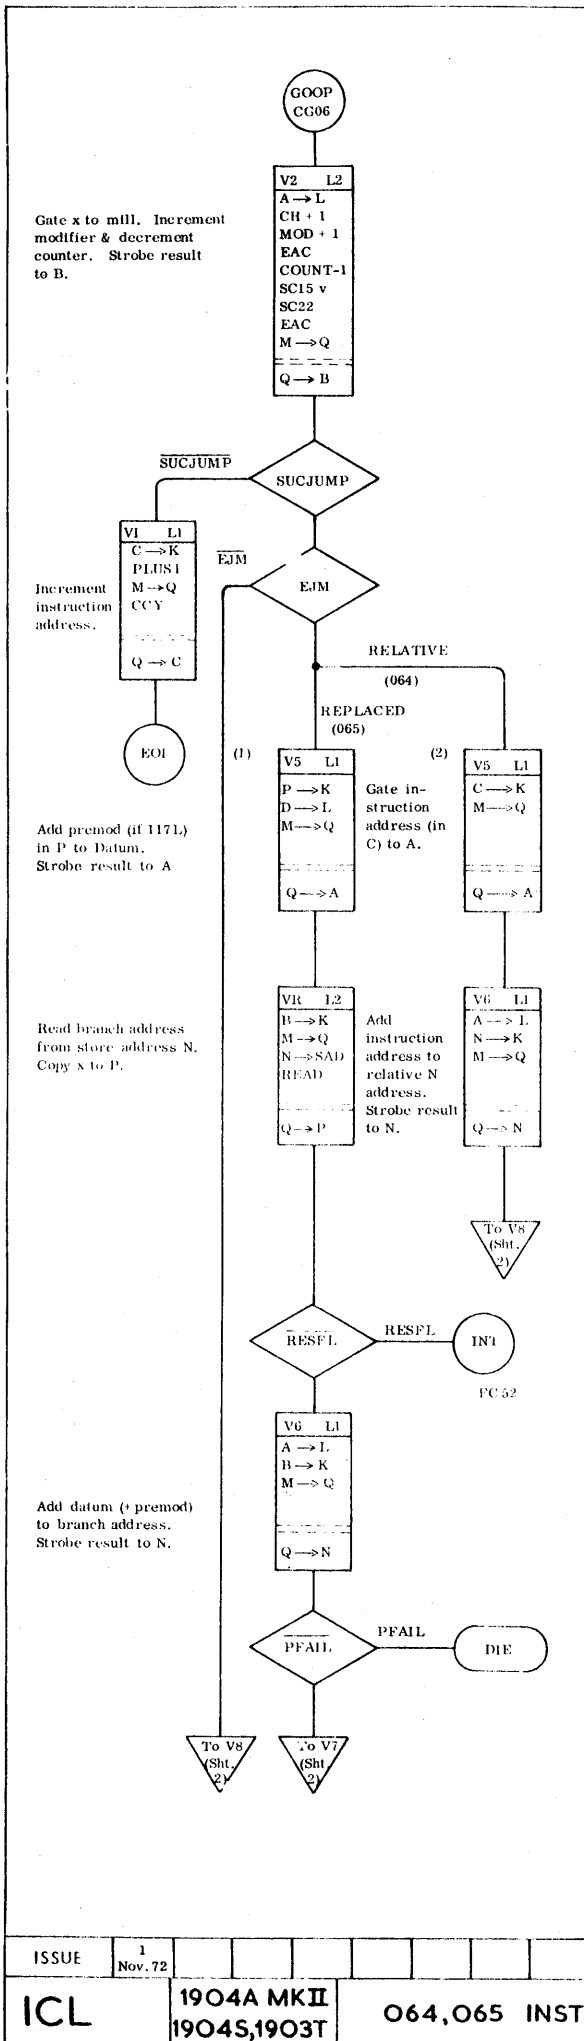 GOOP
CG06
Gate x to mill. Increment
modifier & decrement
counter. Strobe result
to B.
V2 L2
A → L
CH + 1
MOD + 1
EAC
COUNT-1
SC15 v
SC22
EAC
M → Q
Q → B
SUCJUMP
SUCJUMP
V1 L1
C → K
PLUS1
M → Q
CCY
Q → C
Increment
instruction
address.
EJM
EJM
EOI
RELATIVE
(064)
REPLACED
(065)
(1)
V5 L1
P → K
D → L
M → Q
Q → A
Add premod (if 117L)
in P to Datum.
Strobe result to A
(2)
V5 L1
C → K
M → Q
Q → A
Gate in-
struction
address (in
C) to A.
VR L2
B → K
M → Q
N → SAD
READ
Q → P
Read branch address
from store address N.
Copy x to P.
V6 L1
A → L
N → K
M → Q
Q → N
Add
instruction
address to
relative N
address.
Strobe result
to N.
To V8
(Sht.
2)
RESFL
RESFL
INT
FC 52
V6 L1
A → L
B → K
M → Q
Q → N
Add datum (+ premod)
to branch address.
Strobe result to N.
PFAIL
PFAIL
DIE
To V8
(Sht.
2)
To V7
(Sht.
2)
ISSUE
1
Nov.72
ICL
1904A MKII
1904S,1903T
064,065 INST